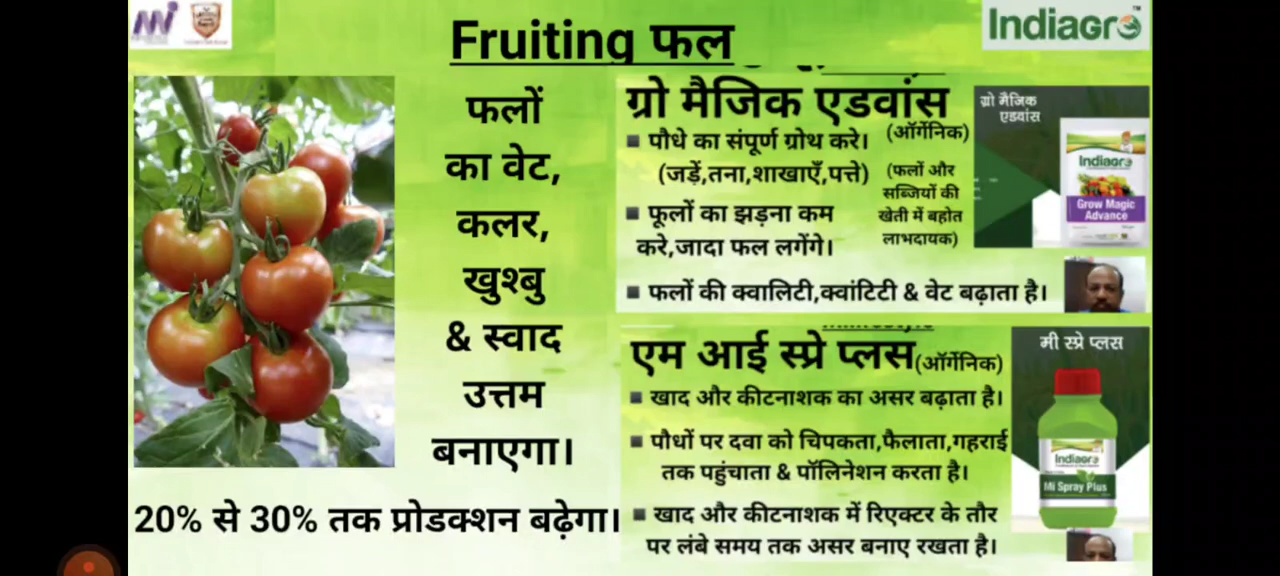 Fruiting फल
Indiagro
TM
फलों
का वेट,
कलर,
खुश्बु
& स्वाद
उत्तम
बनाएगा।
20% से 30% तक प्रोडक्शन बढ़ेगा।
ग्रो मैजिक एडवांस
(ऑर्गेनिक)
▪ पौधे का संपूर्ण ग्रोथ करे।
(जड़ें,तना,शाखाएँ,पत्ते)
▪ फूलों का झड़ना कम
करे,जादा फल लगेंगे।
(फलों और
सब्जियों की
खेती में बहोत
लाभदायक)
▪ फलों की क्वालिटी,क्वांटिटी & वेट बढ़ाता है।
ग्रो मैजिक
एडवांस
Indiagro
Grow Magic
Advance
एम आई स्प्रे प्लस(ऑर्गेनिक)
▪ खाद और कीटनाशक का असर बढ़ाता है।
▪ पौधों पर दवा को चिपकता,फैलाता,गहराई
तक पहुंचाता & पॉलिनेशन करता है।
▪ खाद और कीटनाशक में रिएक्टर के तौर
पर लंबे समय तक असर बनाए रखता है।
मी स्प्रे प्लस
Indiagro
Mi Spray Plus